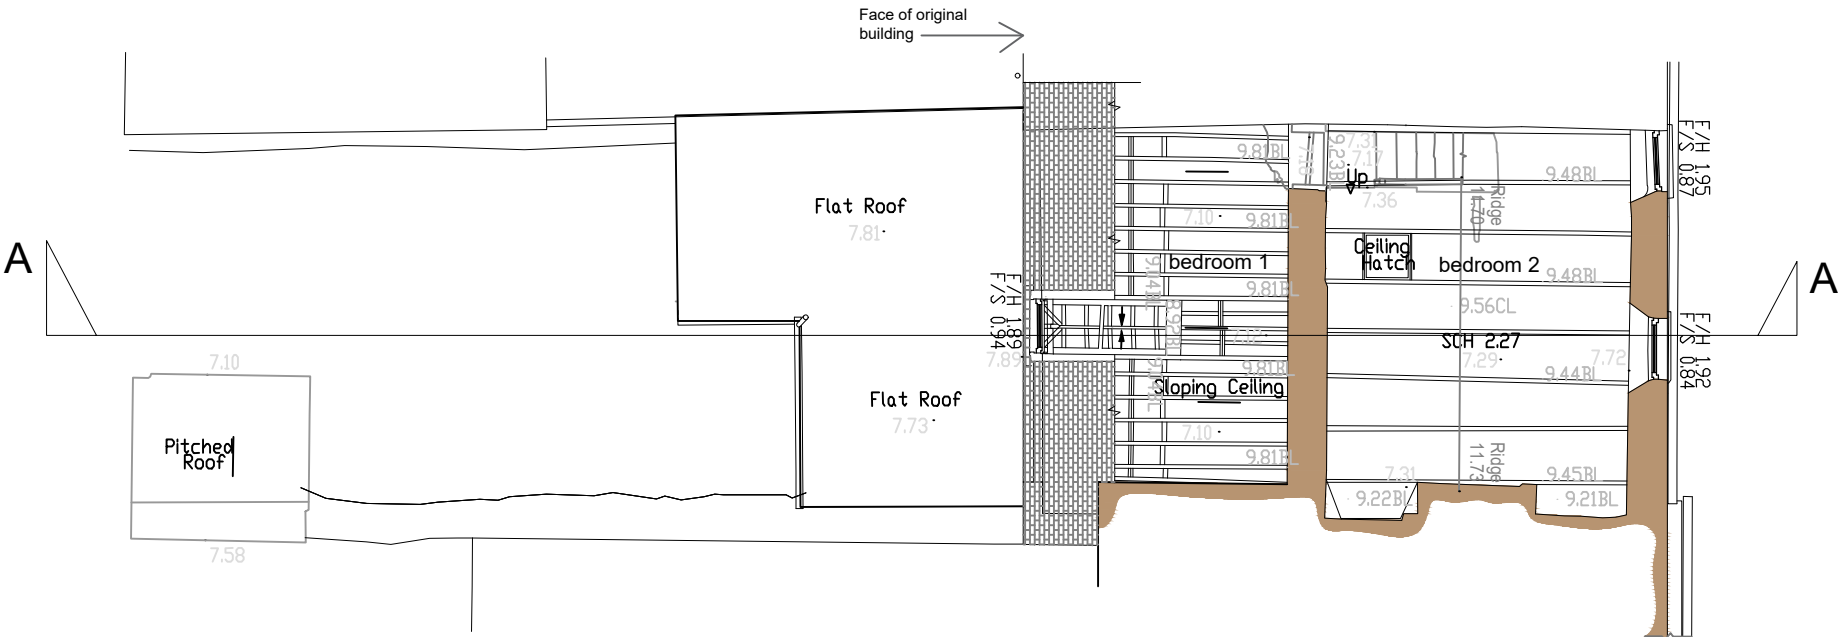 Face of original
building
F/H 1.95
F/S 0.87
9.81BL
9.23B
7.31
7.17
Up
9.48BL
7.36
Ridge
11.70
Flat Roof
7.81
7.10
9.81BL
A
Ceiling
Hatch
bedroom 1
bedroom 2
9.48BL
A
9.81BL
9.56CL
F/H 1.89
F/S 0.94
7.89
SCH 2.27
7.29
7.72
F/H 1.92
F/S 0.84
7.10
9.81BL
9.44BL
Sloping Ceiling
Flat Roof
7.73
7.10
Pitched
Roof
9.81BL
Ridge
11.73
7.31
9.45BL
9.22BL
9.21BL
7.58